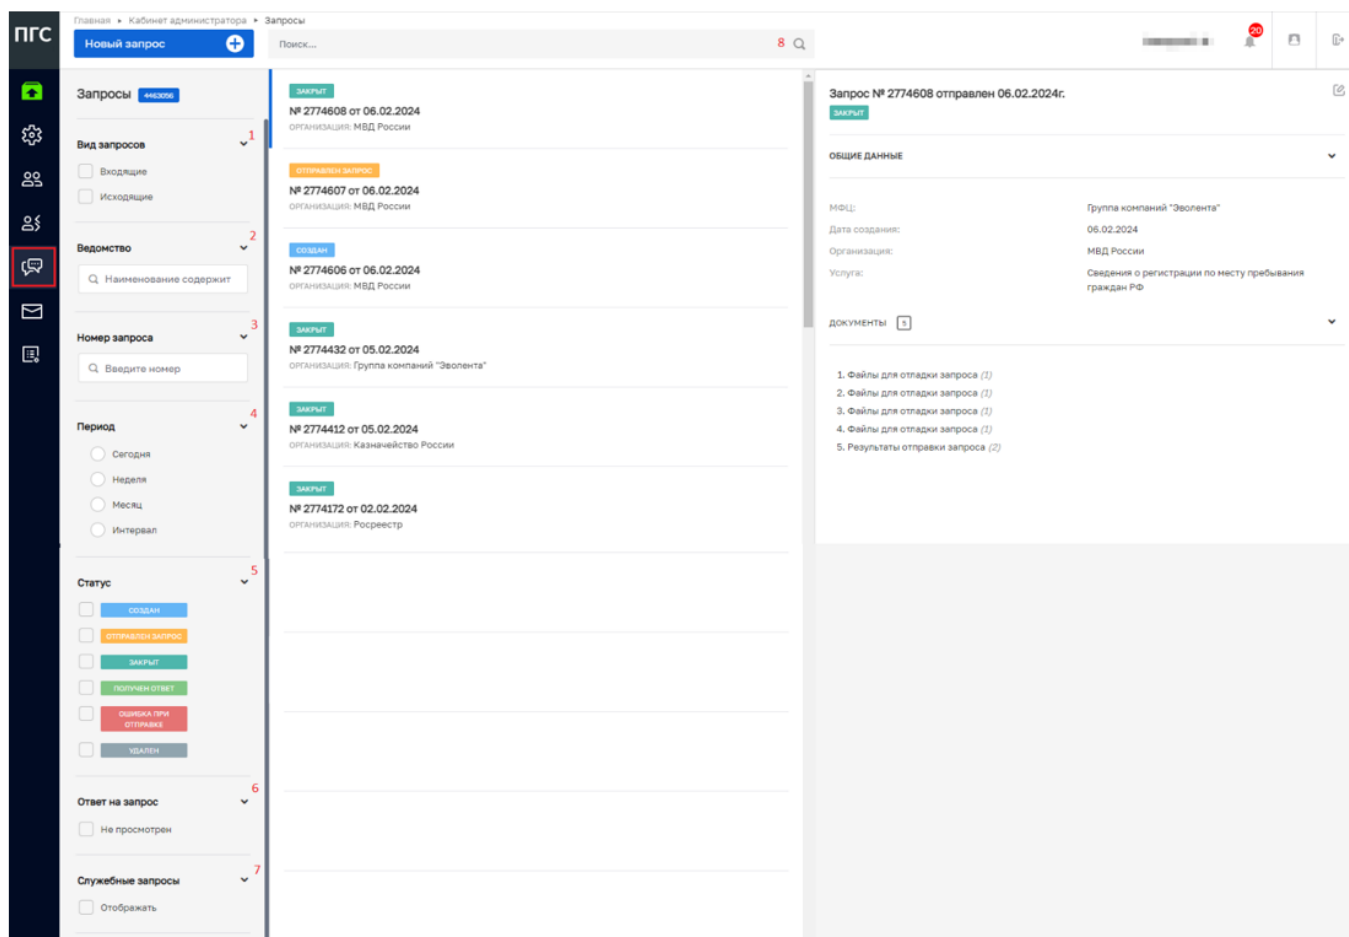 ПГС
Главная ▸ Кабинет администратора ▸ Запросы
Новый запрос
Поиск...
8
20
Запросы 4463056
Вид запросов 1
Входящие
Исходящие
Ведомство 2
Наименование содержит
Номер запроса 3
Введите номер
Период 4
Сегодня
Неделя
Месяц
Интервал
Статус 5
СОЗДАН
ОТПРАВЛЕН ЗАПРОС
ЗАКРЫТ
ПОЛУЧЕН ОТВЕТ
ОШИБКА ПРИ
ОТПРАВКЕ
УДАЛЕН
Ответ на запрос 6
Не просмотрен
Служебные запросы 7
Отображать
ЗАКРЫТ
№ 2774608 от 06.02.2024
ОРГАНИЗАЦИЯ: МВД России
ОТПРАВЛЕН ЗАПРОС
№ 2774607 от 06.02.2024
ОРГАНИЗАЦИЯ: МВД России
СОЗДАН
№ 2774606 от 06.02.2024
ОРГАНИЗАЦИЯ: МВД России
ЗАКРЫТ
№ 2774432 от 05.02.2024
ОРГАНИЗАЦИЯ: Группа компаний "Эволента"
ЗАКРЫТ
№ 2774412 от 05.02.2024
ОРГАНИЗАЦИЯ: Казначейство России
ЗАКРЫТ
№ 2774172 от 02.02.2024
ОРГАНИЗАЦИЯ: Росреестр
Запрос № 2774608 отправлен 06.02.2024г.
ЗАКРЫТ
ОБЩИЕ ДАННЫЕ
МФЦ: Группа компаний "Эволента"
Дата создания: 06.02.2024
Организация: МВД России
Услуга: Сведения о регистрации по месту пребывания
граждан РФ
ДОКУМЕНТЫ 5
1. Файлы для отладки запроса (1)
2. Файлы для отладки запроса (1)
3. Файлы для отладки запроса (1)
4. Файлы для отладки запроса (1)
5. Результаты отправки запроса (2)